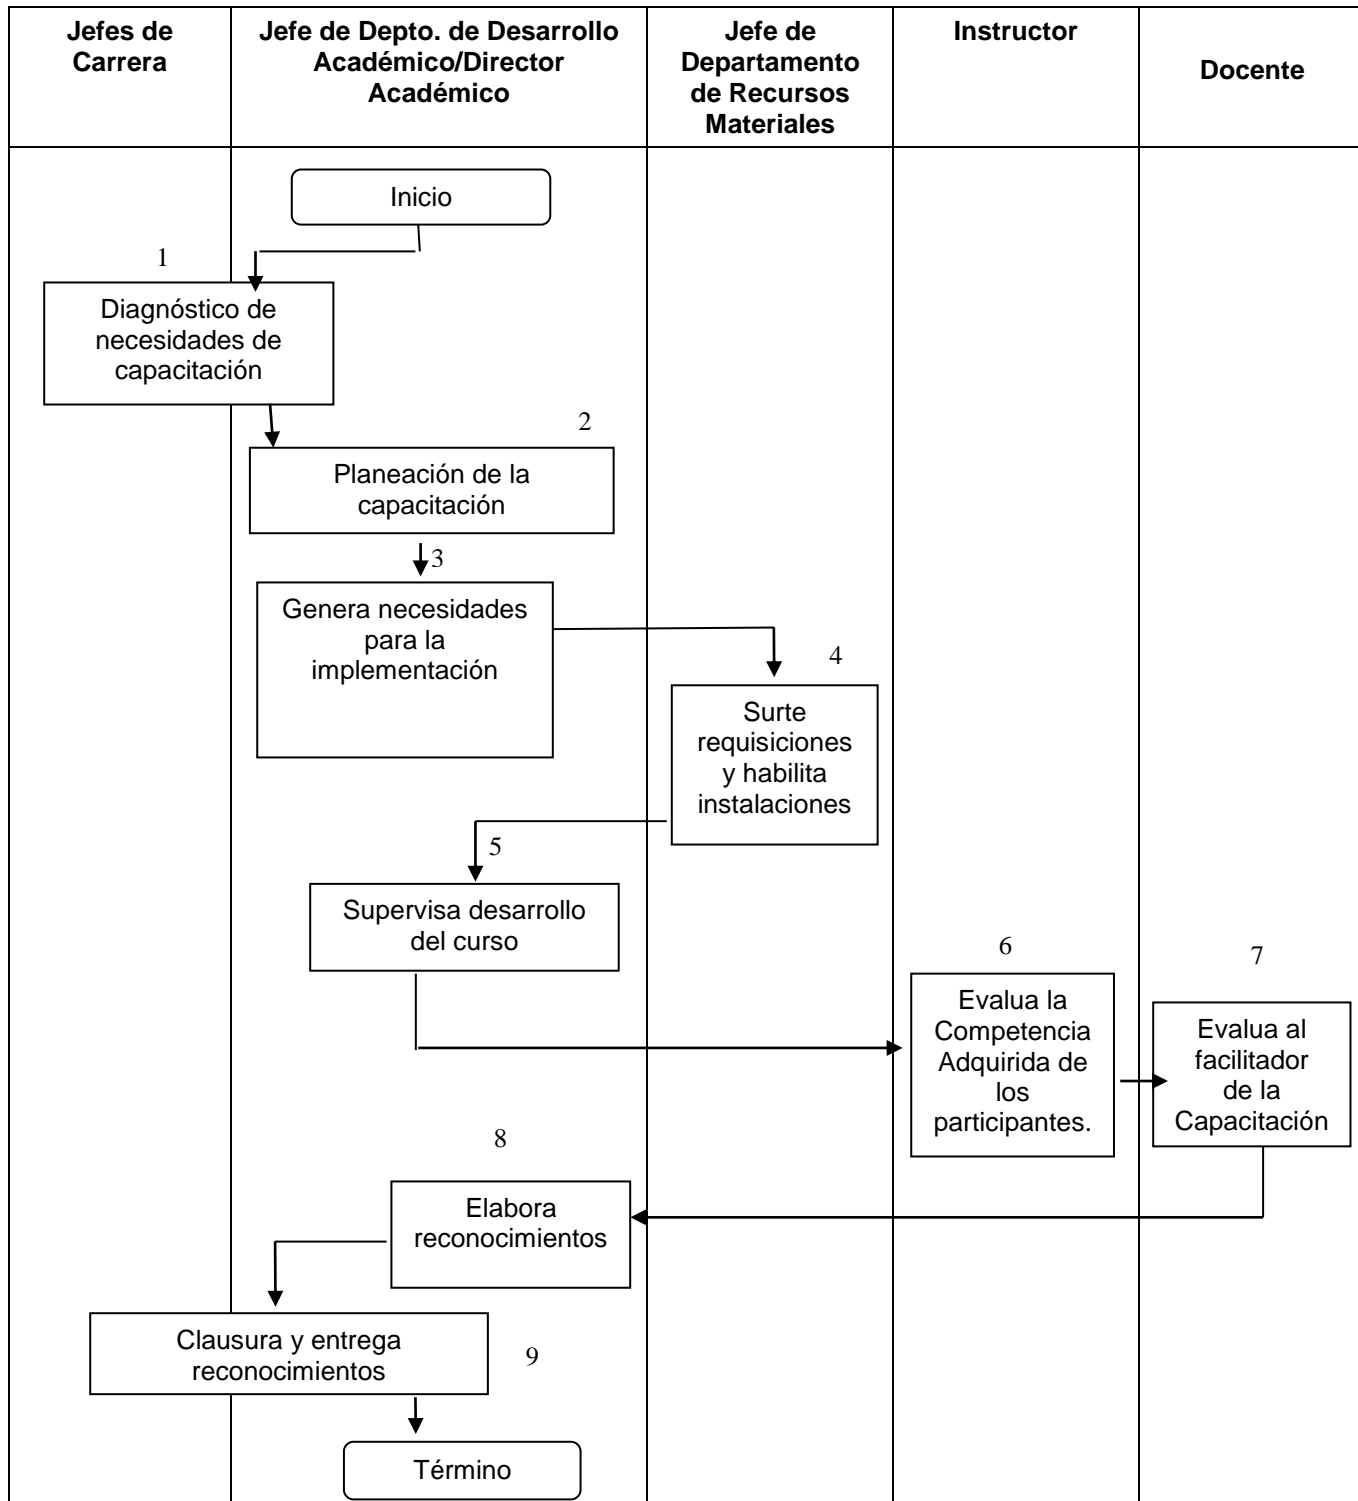 Jefes de
Carrera
Jefe de Depto. de Desarrollo
Académico/Director
Académico
Jefe de
Departamento
de Recursos
Materiales
Instructor
Docente
Inicio
1
Diagnóstico de
necesidades de
capacitación
2
Planeación de la
capacitación
3
Genera necesidades
para la
implementación
4
Surte
requisiciones
y habilita
instalaciones
5
Supervisa desarrollo
del curso
6
Evalua la
Competencia
Adquirida de
los
participantes.
7
Evalua al
facilitador
de la
Capacitación
8
Elabora
reconocimientos
Clausura y entrega
reconocimientos
9
Término